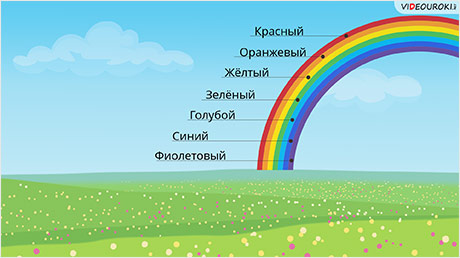 VIDEOUROKI
Красный
Оранжевый
Жёлтый
Зелёный
Голубой
Синий
Фиолетовый